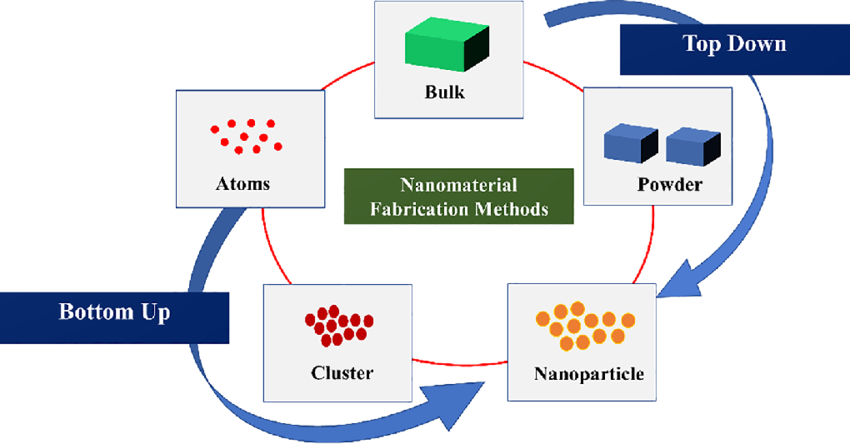 Top Down
Bulk
Atoms
Powder
Nanomaterial
Fabrication Methods
Bottom Up
Cluster
Nanoparticle